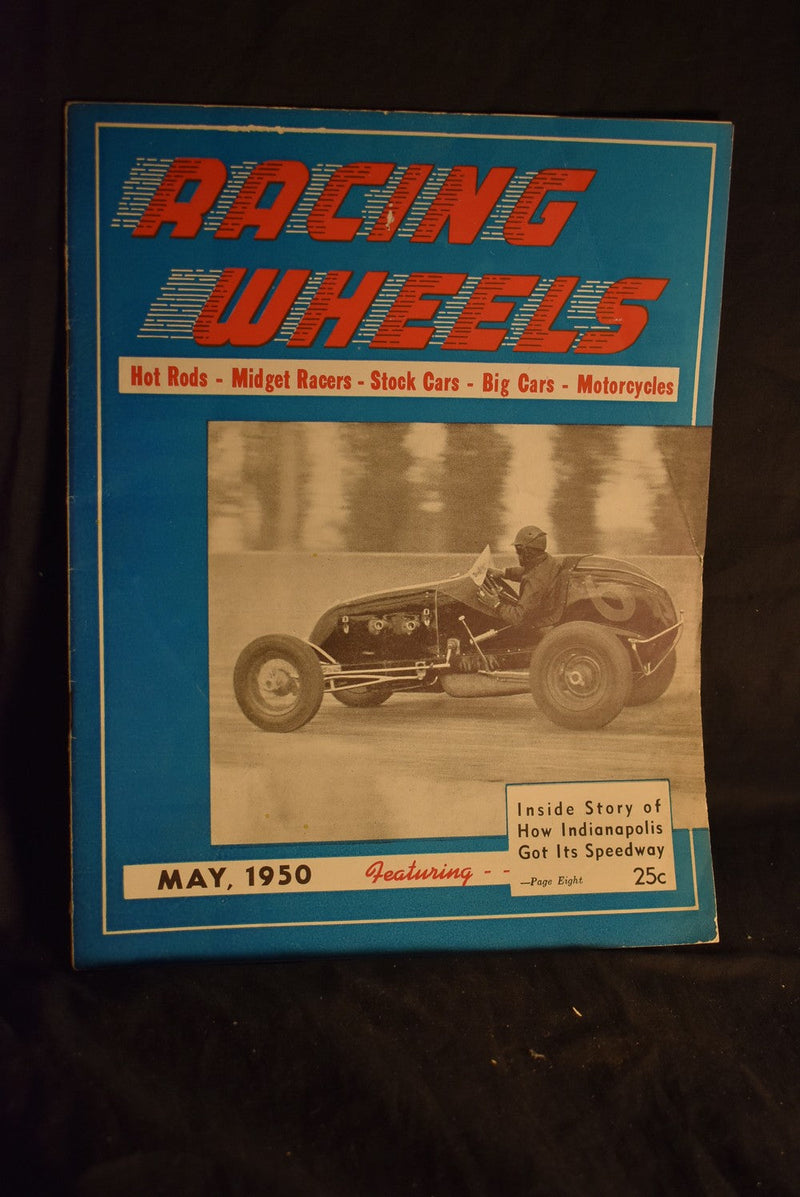 RACING
WHEELS
Hot Rods - Midget Racers - Stock Cars - Big Cars - Motorcycles
Inside Story of
How Indianapolis
Got Its Speedway
—Page Eight 25c
MAY, 1950 Featuring - -